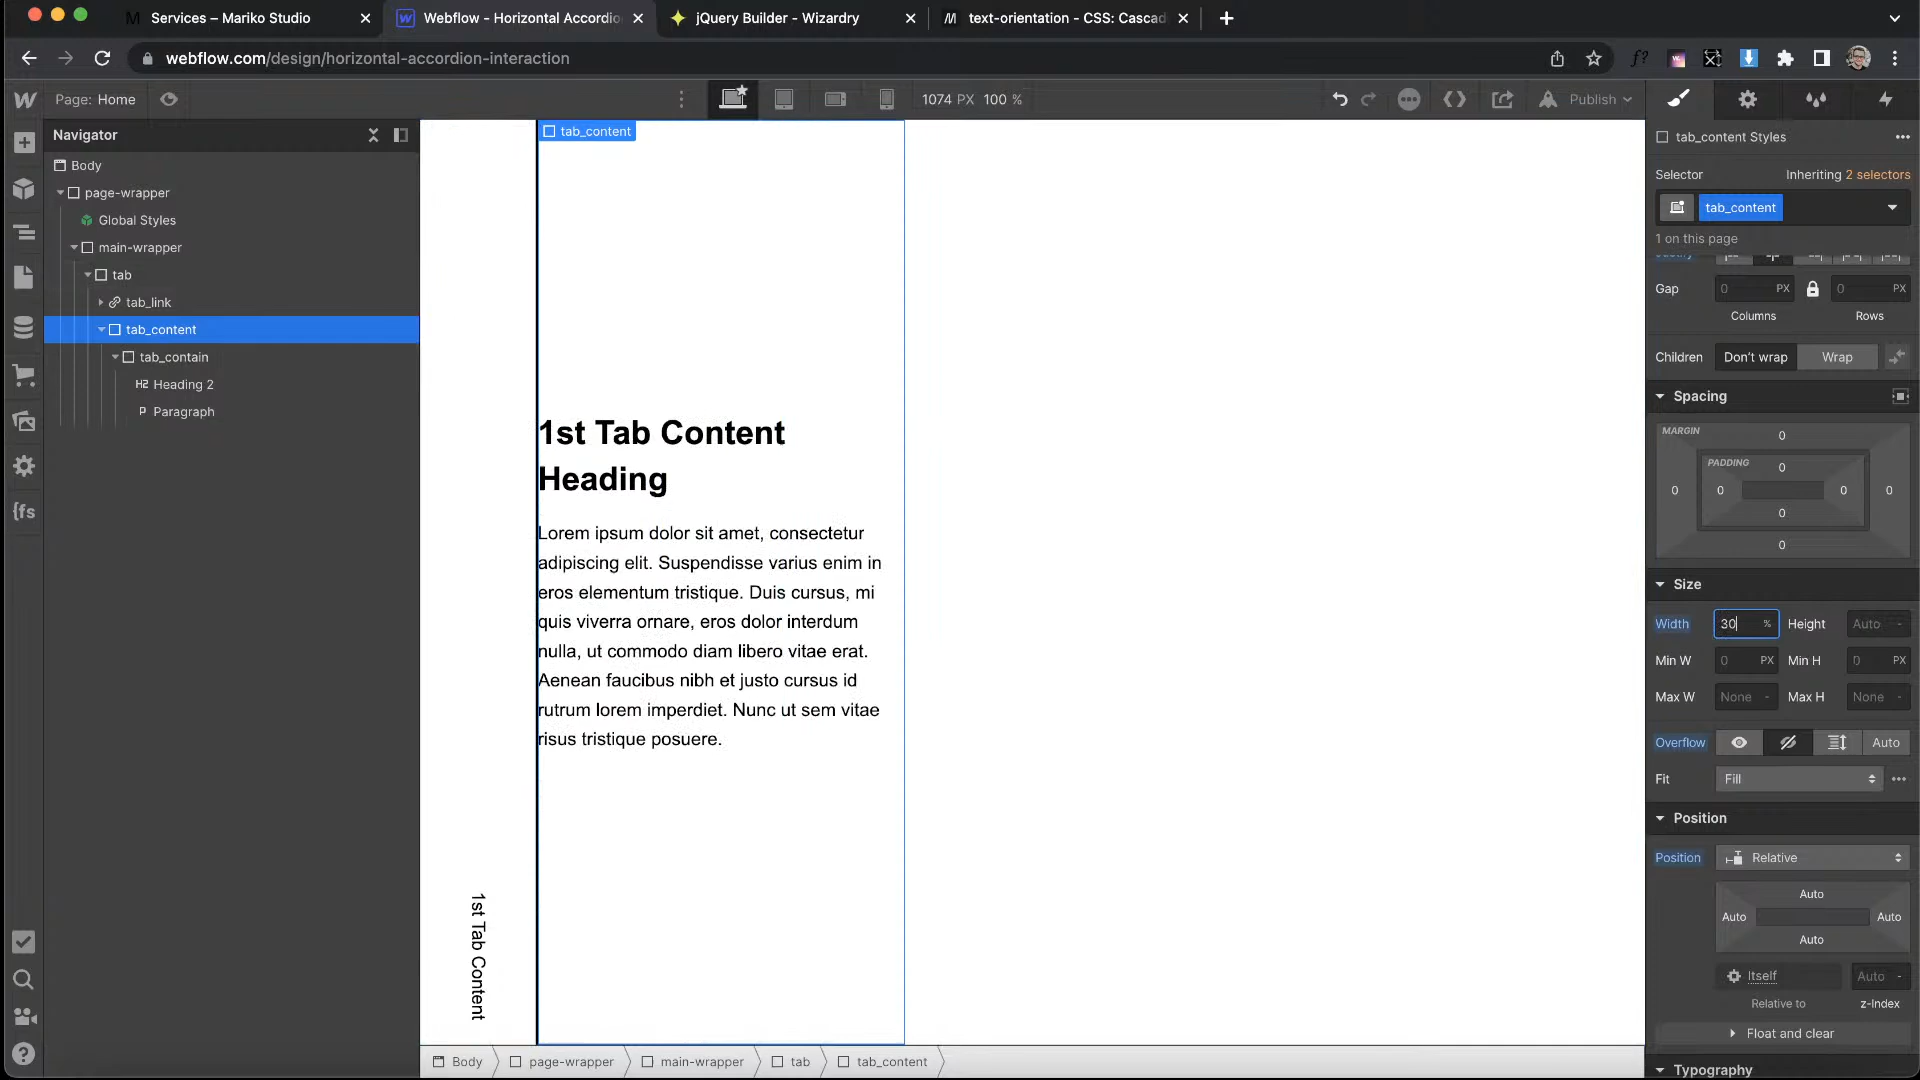 Services – Mariko Studio
Webflow - Horizontal Accordio
jQuery Builder - Wizardry
text-orientation - CSS: Cascad
webflow.com/design/horizontal-accordion-interaction
Page: Home
1074 PX 100 %
Publish
Navigator
Body
page-wrapper
Global Styles
main-wrapper
tab
tab_link
tab_content
tab_contain
H2 Heading 2
P Paragraph
tab_content
1st Tab Content
Heading
Lorem ipsum dolor sit amet, consectetur
adipiscing elit. Suspendisse varius enim in
eros elementum tristique. Duis cursus, mi
quis viverra ornare, eros dolor interdum
nulla, ut commodo diam libero vitae erat.
Aenean faucibus nibh et justo cursus id
rutrum lorem imperdiet. Nunc ut sem vitae
risus tristique posuere.
1st Tab Content
Body page-wrapper main-wrapper tab tab_content
tab_content Styles
Selector Inheriting 2 selectors
tab_content
1 on this page
Gap 0 PX 0 PX
Columns Rows
Children Don't wrap Wrap
Spacing
MARGIN 0
PADDING 0
0 0 0 0
0
0
Size
Width 30 % Height Auto -
Min W 0 PX Min H 0 PX
Max W None - Max H None -
Overflow Auto
Fit Fill
Position
Position Relative
Auto
Auto Auto
Auto
Itself Auto -
Relative to z-Index
Float and clear
Typography